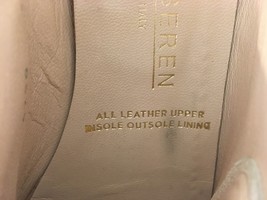 BEREN
ALL LEATHER UPPER
INSOLE OUTSOLE LINING